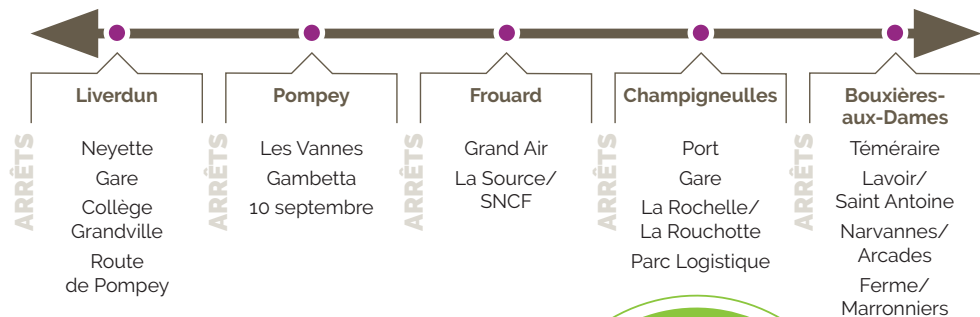 Liverdun
ARRÊTS
Neyette
Gare
Collège
Grandville
Route
de Pompey
Pompey
ARRÊTS
Les Vannes
Gambetta
10 septembre
Frouard
ARRÊTS
Grand Air
La Source/
SNCF
Champigneulles
ARRÊTS
Port
Gare
La Rochelle/
La Rouchotte
Parc Logistique
Bouxières-
aux-Dames
ARRÊTS
Téméraire
Lavoir/
Saint Antoine
Narvannes/
Arcades
Ferme/
Marronniers